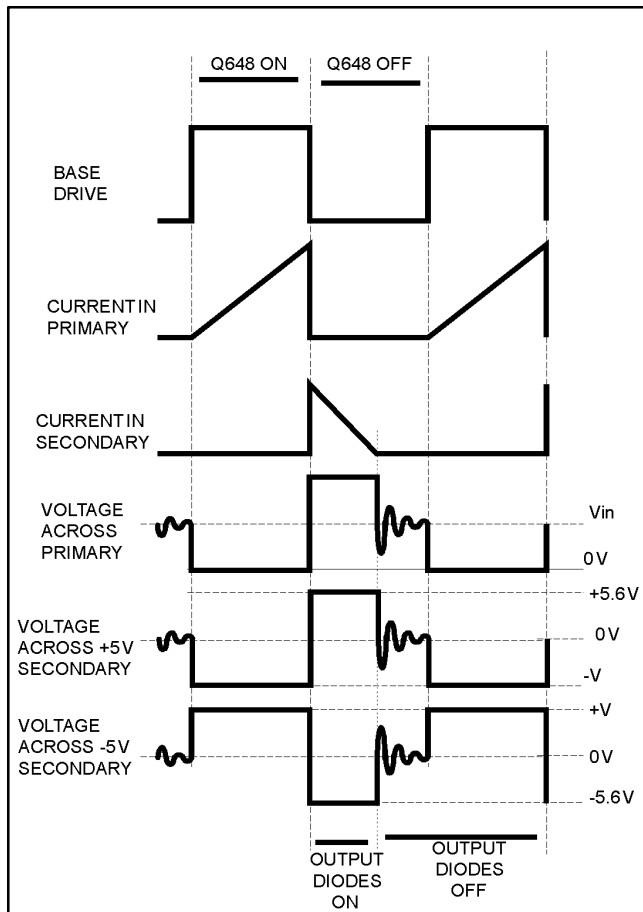 Q648 ON
Q648 OFF
BASE
DRIVE
CURRENT IN
PRIMARY
CURRENT IN
SECONDARY
VOLTAGE
ACROSS
PRIMARY
Vin
0V
+5.6V
VOLTAGE
ACROSS +5V
SECONDARY
0V
-V
+V
VOLTAGE
ACROSS -5V
SECONDARY
0V
-5.6V
OUTPUT
DIODES
ON
OUTPUT
DIODES
OFF